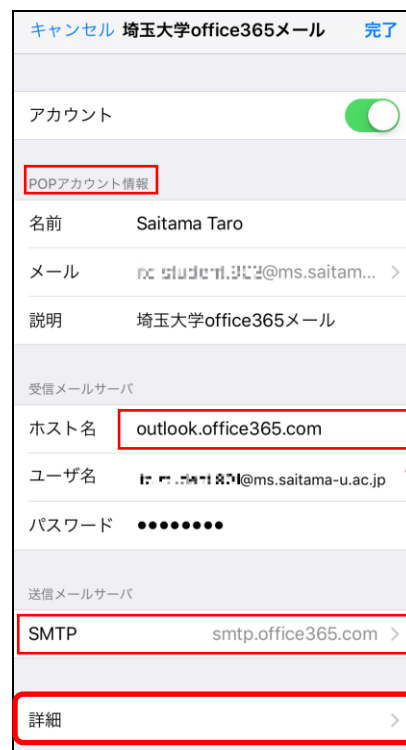 キャンセル 埼玉大学office365メール 完了
アカウント
POPアカウント情報
名前 Saitama Taro
メール @ms.saitam...
説明 埼玉大学office365メール
受信メールサーバ
ホスト名 outlook.office365.com
ユーザ名 @ms.saitama-u.ac.jp
パスワード ●●●●●●●●
送信メールサーバ
SMTP smtp.office365.com
詳細